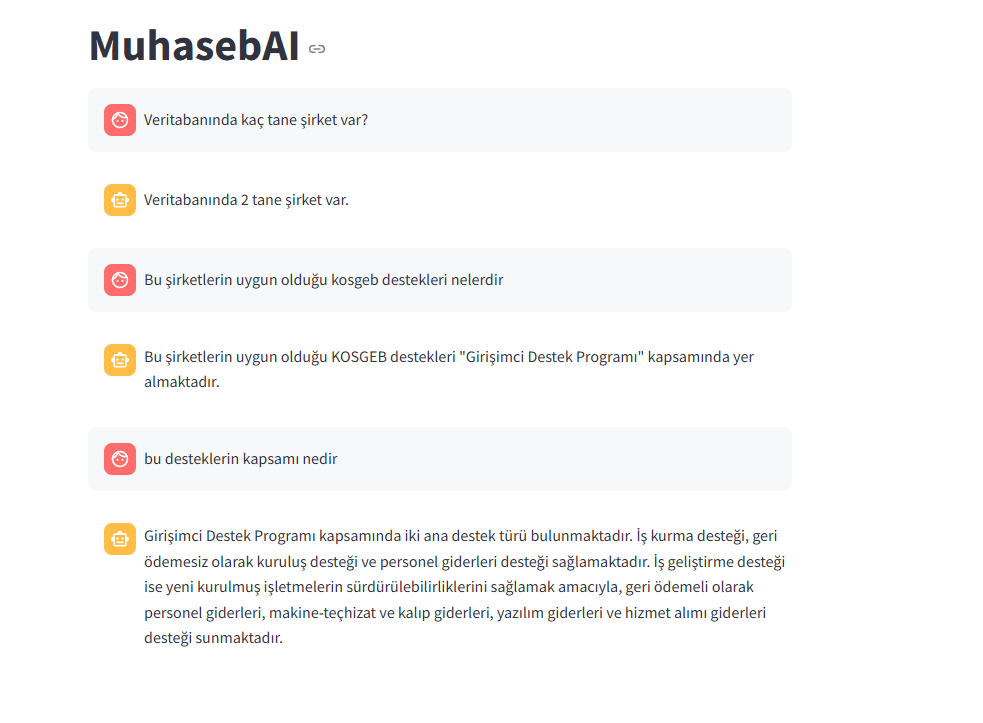 MuhasebAI
Veritabanında kaç tane şirket var?
Veritabanında 2 tane şirket var.
Bu şirketlerin uygun olduğu kosgeb destekleri nelerdir
Bu şirketlerin uygun olduğu KOSGEB destekleri "Girişimci Destek Programı" kapsamında yer
almaktadır.
bu desteklerin kapsamı nedir
Girişimci Destek Programı kapsamında iki ana destek türü bulunmaktadır. İş kurma desteği, geri
ödemesiz olarak kuruluş desteği ve personel giderleri desteği sağlamaktadır. İş geliştirme desteği
ise yeni kurulmuş işletmelerin sürdürülebilirliklerini sağlamak amacıyla, geri ödemeli olarak
personel giderleri, makine-teçhizat ve kalıp giderleri, yazılım giderleri ve hizmet alımı giderleri
desteği sunmaktadır.